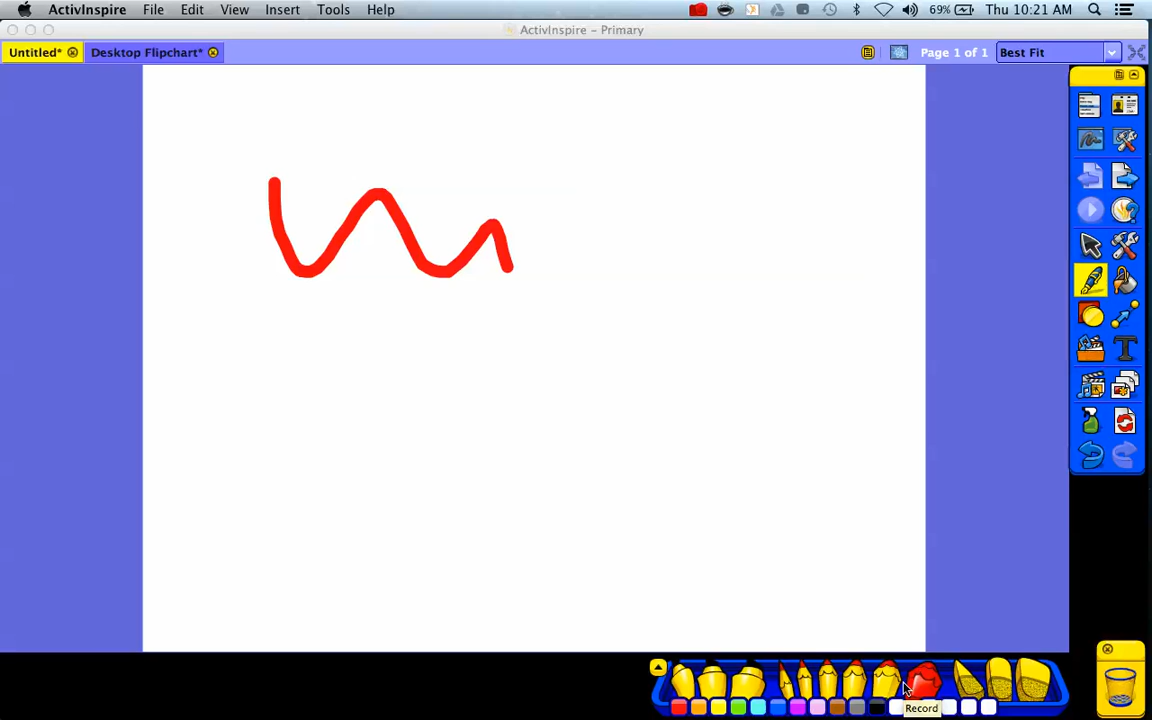 ActivInspire File Edit View Insert Tools Help 69% Thu 10:21 AM
ActivInspire – Primary
Untitled* Desktop Flipchart* Page 1 of 1 Best Fit
T
Record